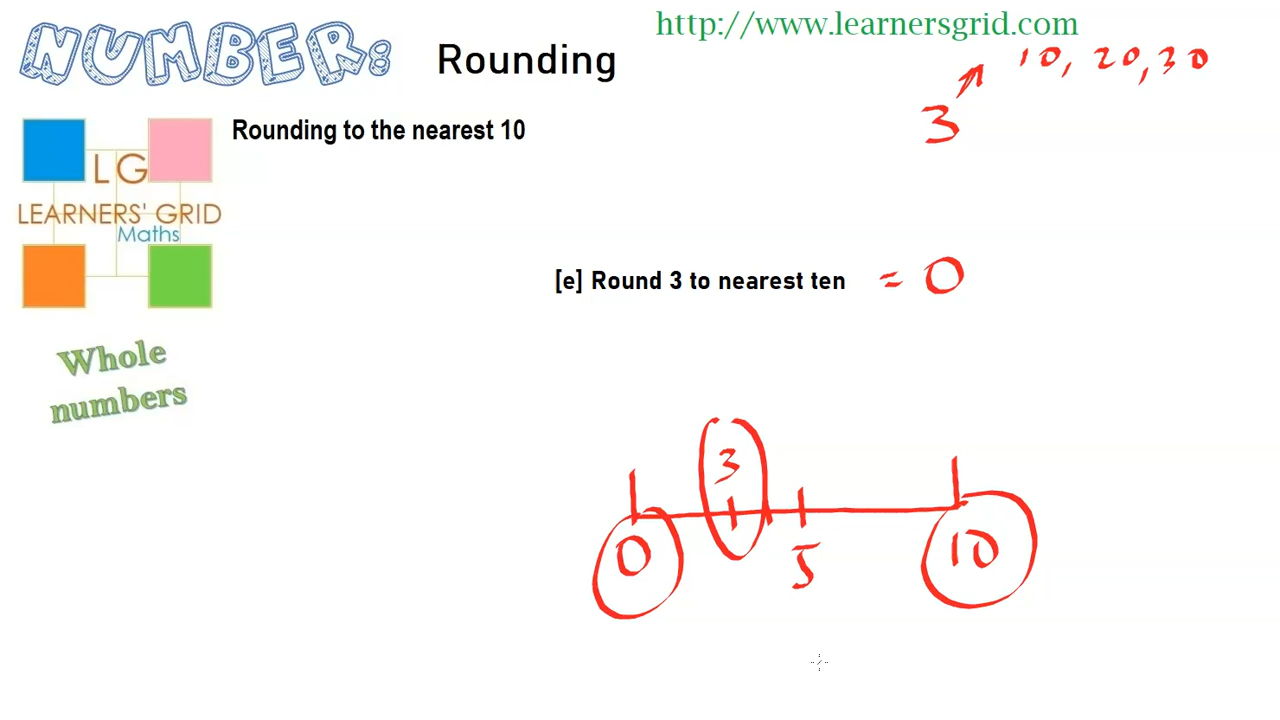 http://www.learnersgrid.com
NUMBER:
Rounding
10, 20, 30
3
Rounding to the nearest 10
LG
LEARNERS' GRID
Maths
[e] Round 3 to nearest ten = 0
Whole
numbers
3
0 5 10